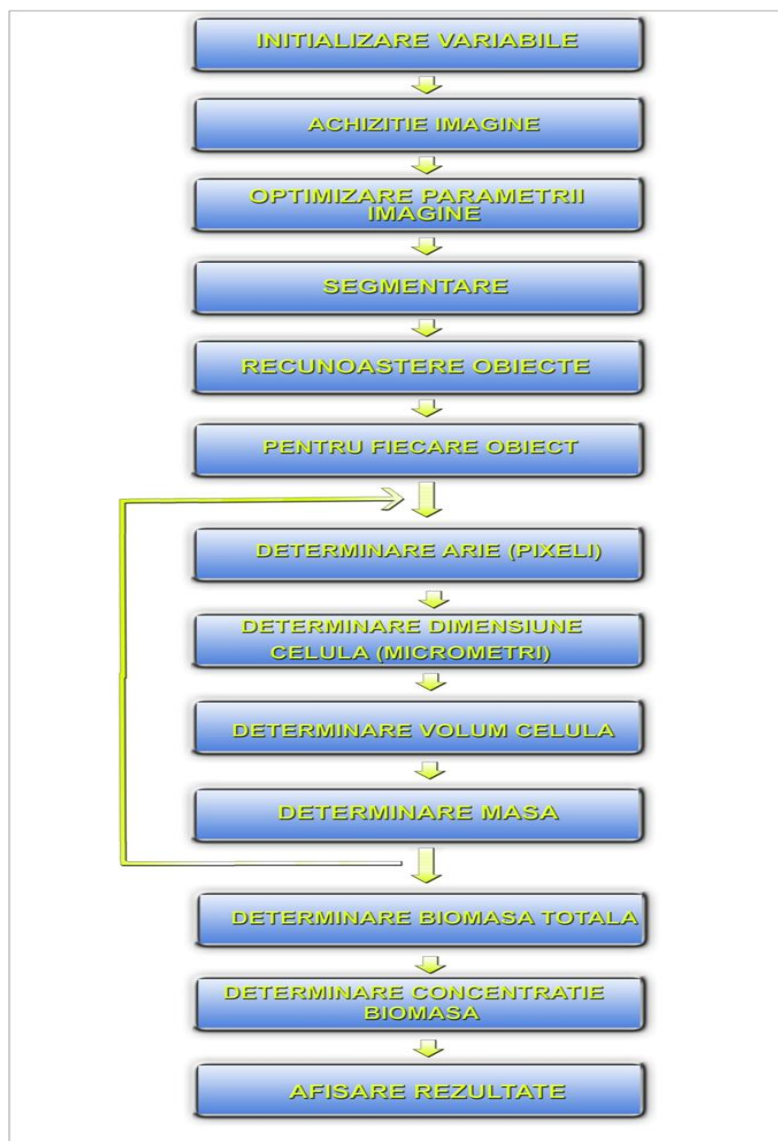 INITIALIZARE VARIABILE
ACHIZITIE IMAGINE
OPTIMIZARE PARAMETRII
IMAGINE
SEGMENTARE
RECUNOASTERE OBIECTE
PENTRU FIECARE OBIECT
DETERMINARE ARIE (PIXELI)
DETERMINARE DIMENSIUNE
CELULA (MICROMETRI)
DETERMINARE VOLUM CELULA
DETERMINARE MASA
DETERMINARE BIOMASA TOTALA
DETERMINARE CONCENTRATIE
BIOMASA
AFISARE REZULTATE